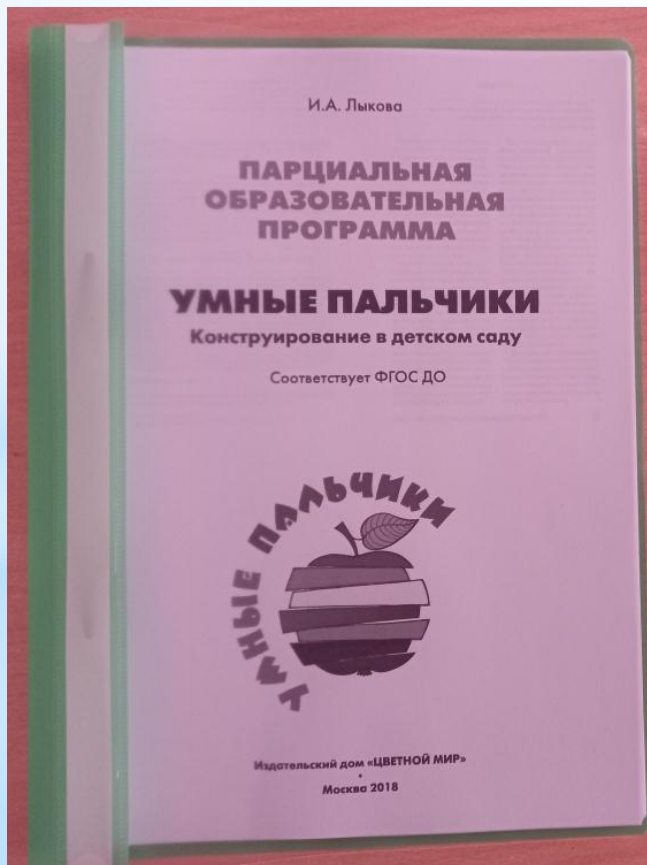 И.А. Лыкова
ПАРЦИАЛЬНАЯ
ОБРАЗОВАТЕЛЬНАЯ
ПРОГРАММА
УМНЫЕ ПАЛЬЧИКИ
Конструирование в детском саду
Соответствует ФГОС ДО
УМНЫЕ ПАЛЬЧИКИ
Издательский дом «ЦВЕТНОЙ МИР»
Москва 2018